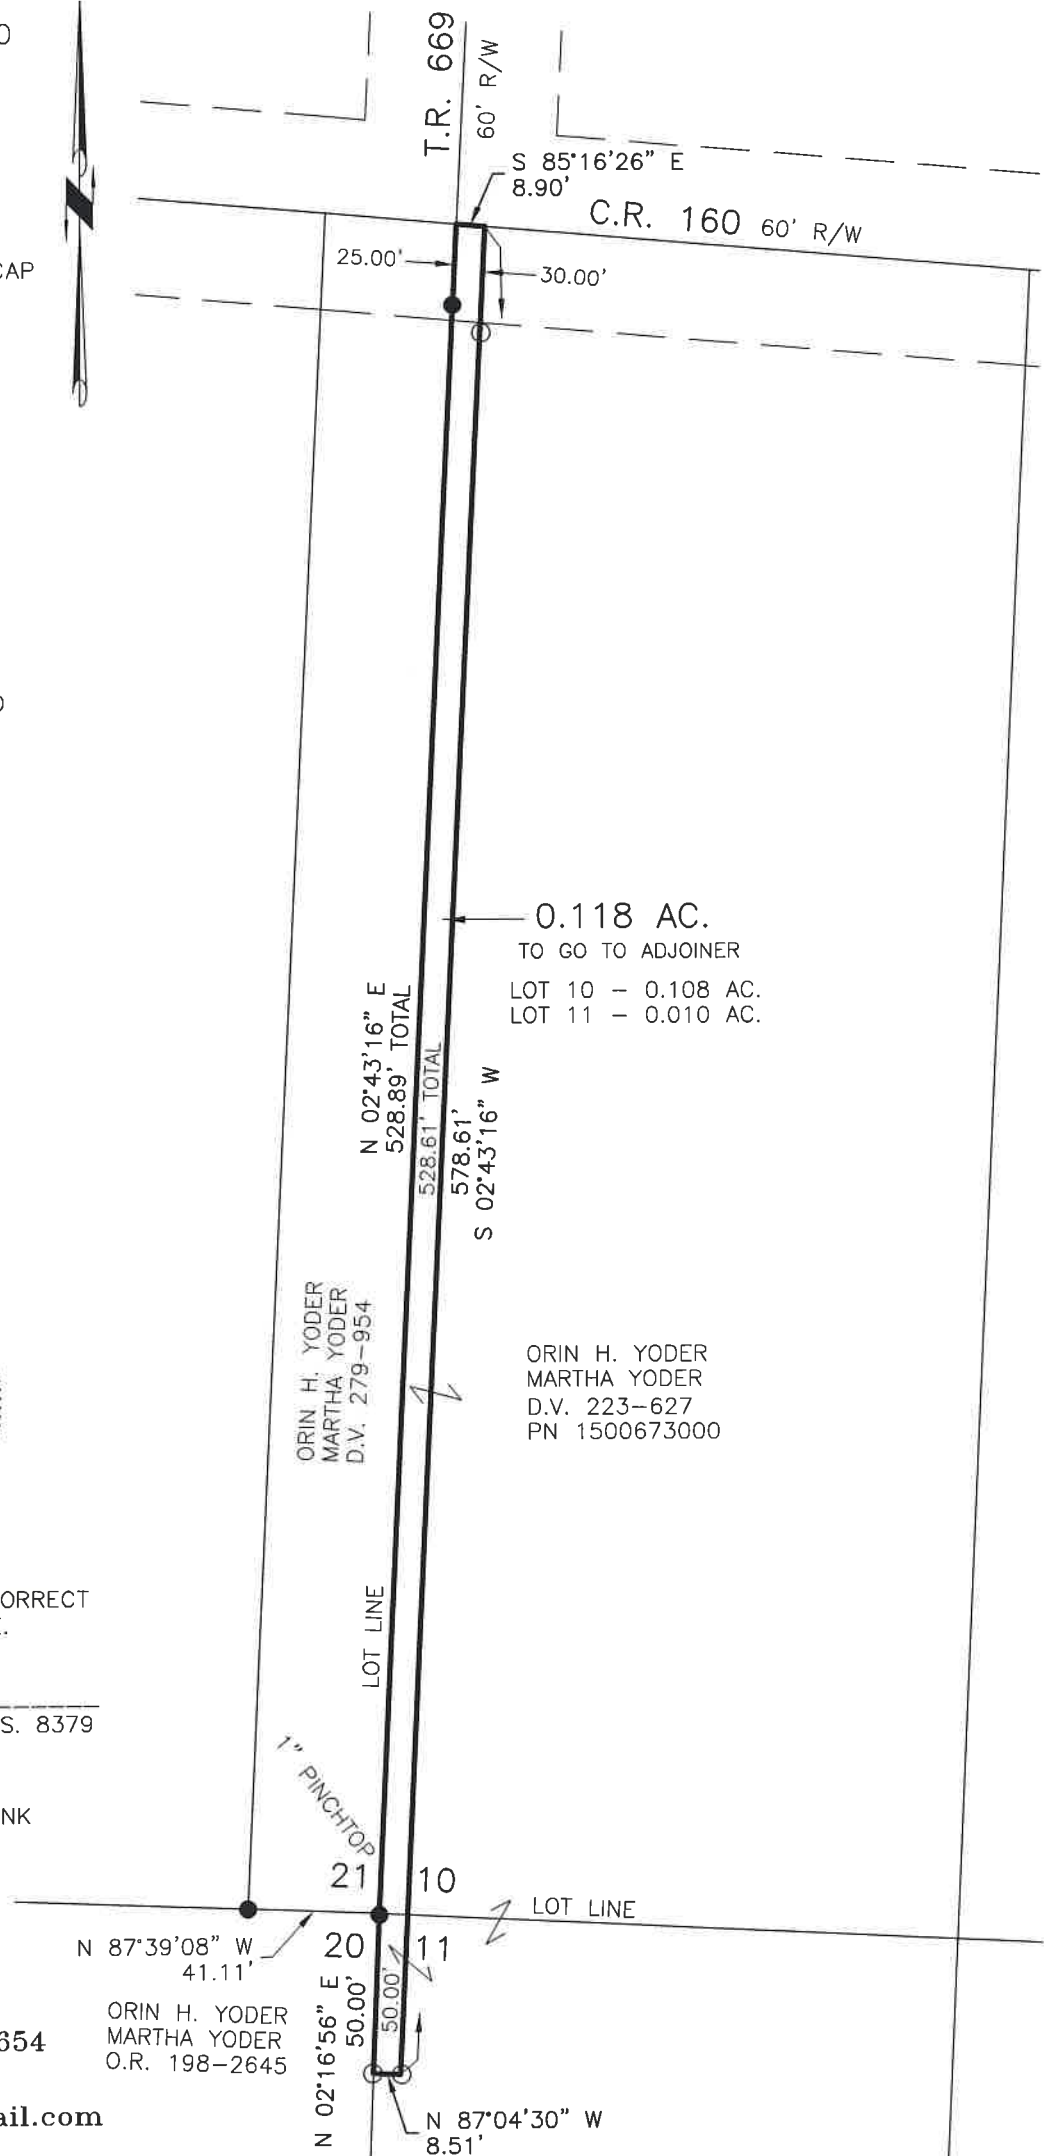 T.R. 669
60' R/W
S 85°16'26" E
8.90'
C.R. 160 60' R/W
25.00'
30.00'
CAP
0.118 AC.
TO GO TO ADJOINER
LOT 10 - 0.108 AC.
LOT 11 - 0.010 AC.
N 02°43'16" E
528.89' TOTAL
528.61' TOTAL
578.61'
S 02°43'16" W
ORIN H. YODER
MARTHA YODER
D.V. 279-954
ORIN H. YODER
MARTHA YODER
D.V. 223-627
PN 1500673000
LOT LINE
ORRECT
S. 8379
1" PINCHTOP
NK
21
10
LOT LINE
N 87°39'08" W
41.11'
20
11
ORIN H. YODER
MARTHA YODER
O.R. 198-2645
N 02°16'56" E
50.00'
50.00'
654
ail.com
N 87°04'30" W
8.51'